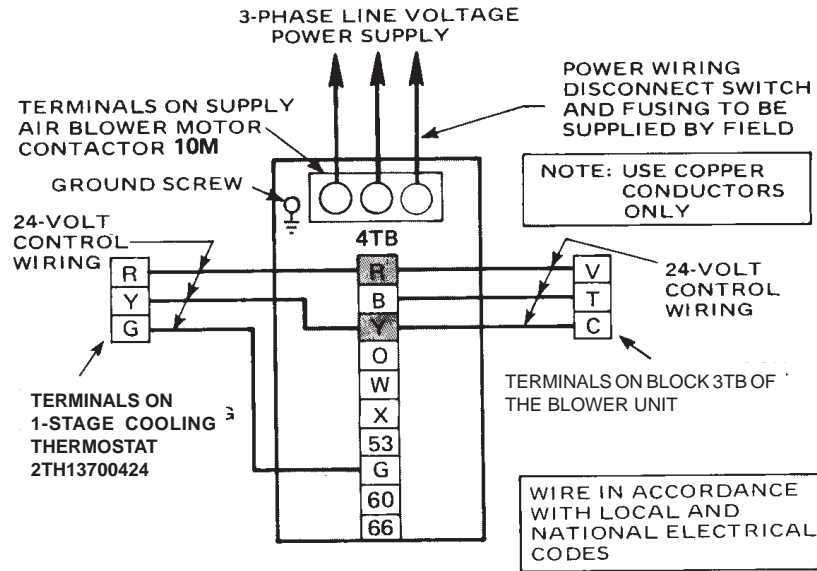 3-PHASE LINE VOLTAGE
POWER SUPPLY
POWER WIRING
DISCONNECT SWITCH
AND FUSING TO BE
SUPPLIED BY FIELD
TERMINALS ON SUPPLY
AIR BLOWER MOTOR
CONTACTOR 10M
GROUND SCREW
NOTE: USE COPPER
CONDUCTORS
ONLY
24-VOLT
CONTROL
WIRING
4TB
R
Y
G
R
B
Y
O
W
X
53
G
60
66
V
T
C
24-VOLT
CONTROL
WIRING
TERMINALS ON
1-STAGE COOLING
THERMOSTAT
2TH13700424
TERMINALS ON BLOCK 3TB OF
THE BLOWER UNIT
WIRE IN ACCORDANCE
WITH LOCAL AND
NATIONAL ELECTRICAL
CODES